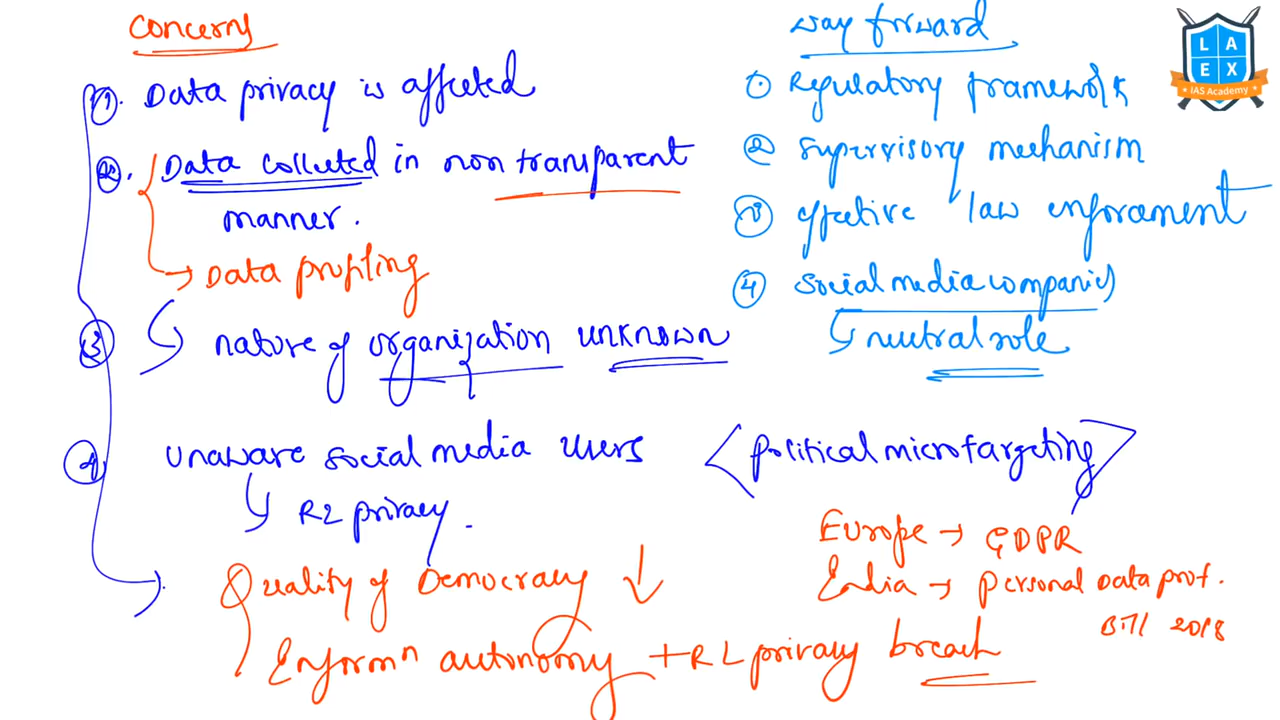 Concerns
(1). Data privacy is affected
(2). Data collected in non transparent
manner.
→ Data profiling
(3) ↳ nature of organization unknown
(4) unaware social media users
↳ R2 privacy.
Quality of Democracy ↓
Informⁿ autonomy + R2 privacy breach
way forward
(1) Regulatory framework
(2) supervisory mechanism
(3) effective law enforcament
(4) social media companies
↳ neutral role
<political microtargeting>
Europe → GDPR
India → Personal Data prot.
Bill 2018
L A
E X
IAS Academy